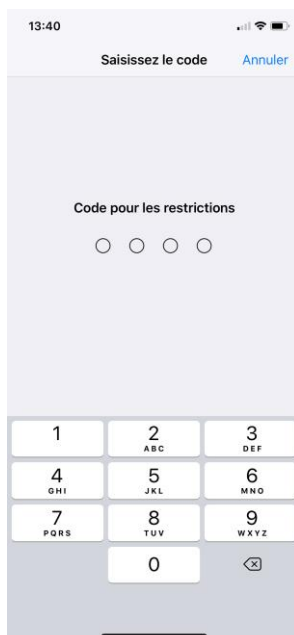 13:40
Saisissez le code Annuler
Code pour les restrictions
1 2 3
ABC DEF
4 5 6
GHI JKL MNO
7 8 9
PQRS TUV WXYZ
0